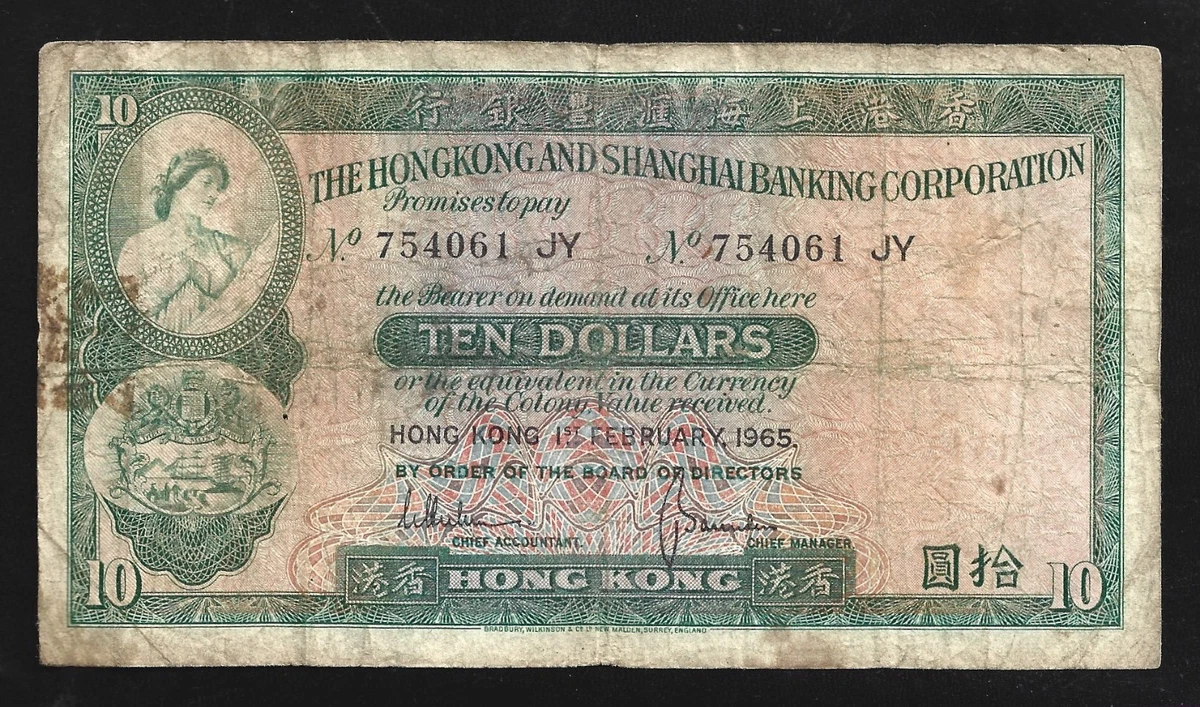 10
行銀豐滙海上港香
THE HONGKONG AND SHANGHAI BANKING CORPORATION
Promises to pay
No. 754061 JY No. 754061 JY
the Bearer on demand at its Office here
TEN DOLLARS
or the equivalent in the Currency
of the Colony Value received.
HONG KONG 1ST FEBRUARY, 1965.
BY ORDER OF THE BOARD OF DIRECTORS
Saunders
CHIEF ACCOUNTANT. CHIEF MANAGER.
圓拾
10 港香 HONG KONG 港香 10
BRADBURY, WILKINSON & Co Ld NEW MALDEN, SURREY, ENGLAND